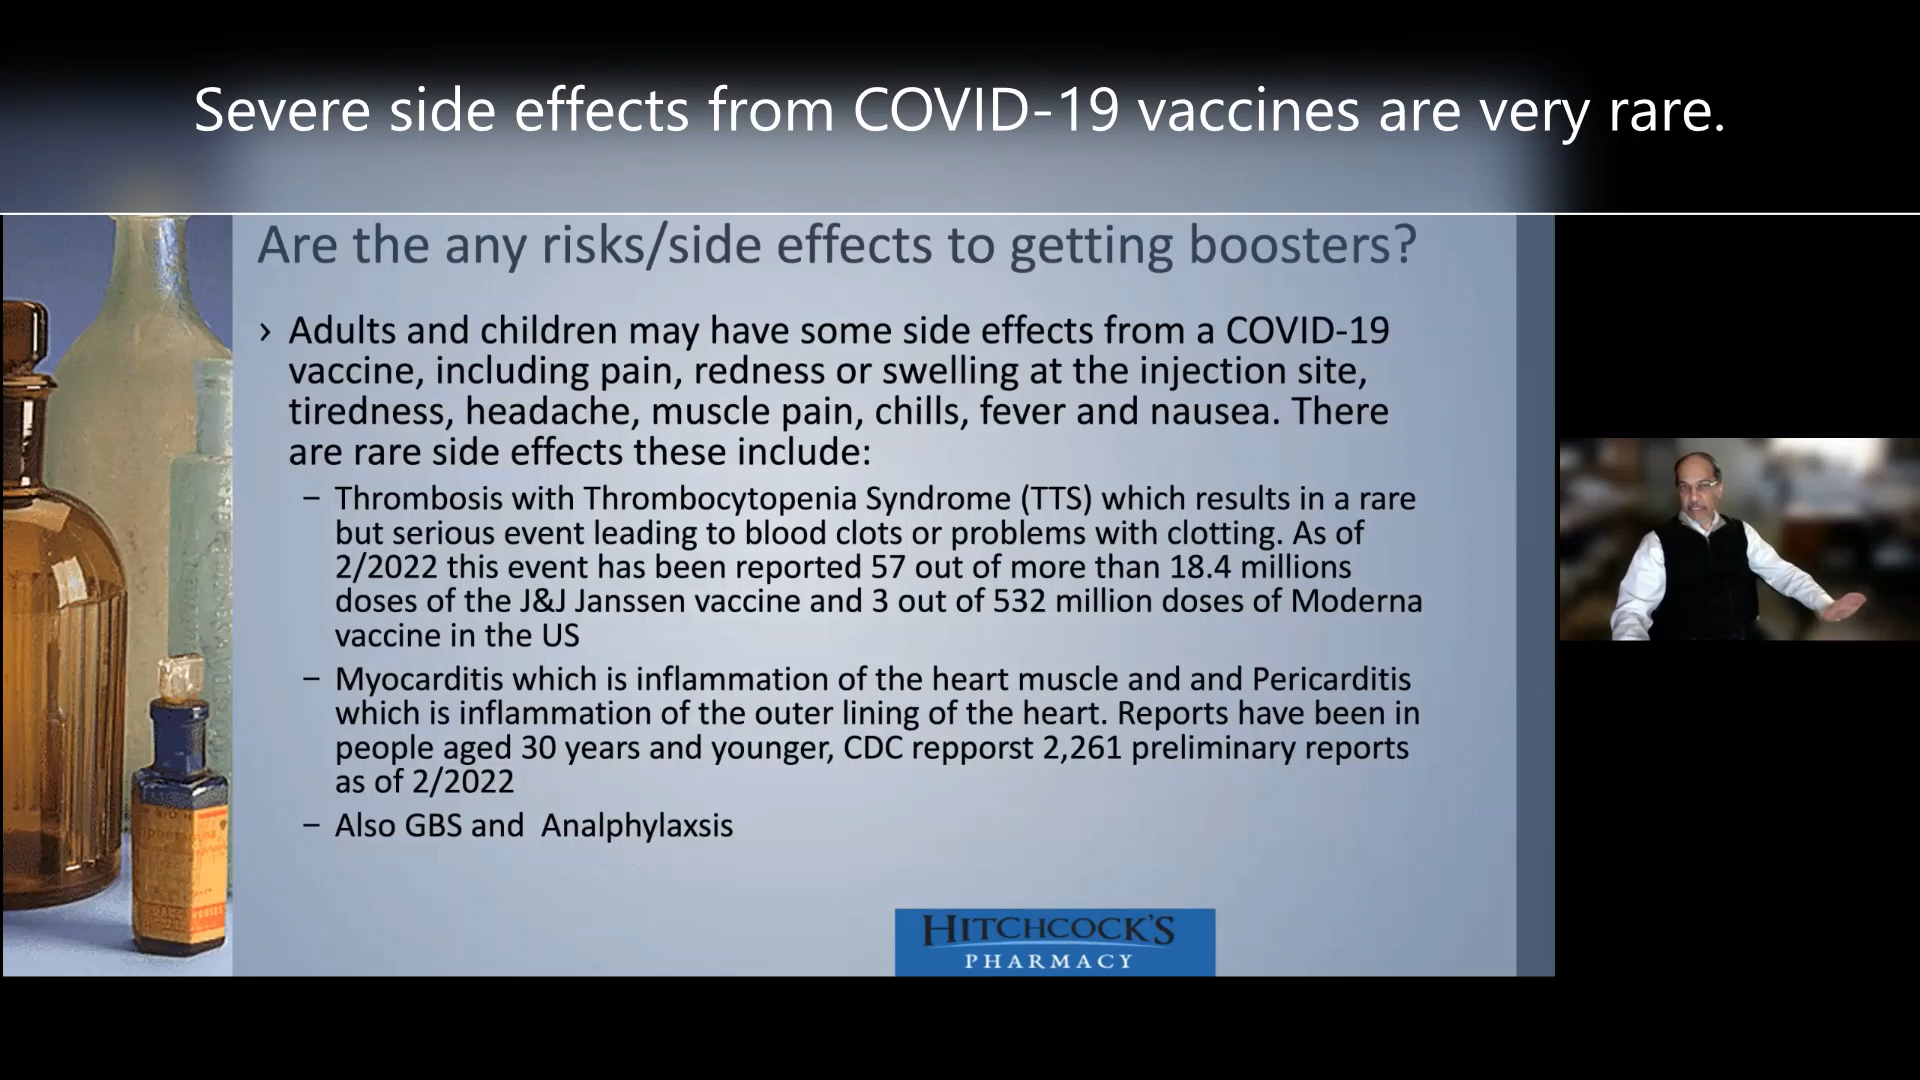 Severe side effects from COVID-19 vaccines are very rare.
Are the any risks/side effects to getting boosters?
› Adults and children may have some side effects from a COVID-19
vaccine, including pain, redness or swelling at the injection site,
tiredness, headache, muscle pain, chills, fever and nausea. There
are rare side effects these include:
– Thrombosis with Thrombocytopenia Syndrome (TTS) which results in a rare
but serious event leading to blood clots or problems with clotting. As of
2/2022 this event has been reported 57 out of more than 18.4 millions
doses of the J&J Janssen vaccine and 3 out of 532 million doses of Moderna
vaccine in the US
– Myocarditis which is inflammation of the heart muscle and and Pericarditis
which is inflammation of the outer lining of the heart. Reports have been in
people aged 30 years and younger, CDC repporst 2,261 preliminary reports
as of 2/2022
– Also GBS and  Analphylaxsis
HITCHCOCK'S
PHARMACY